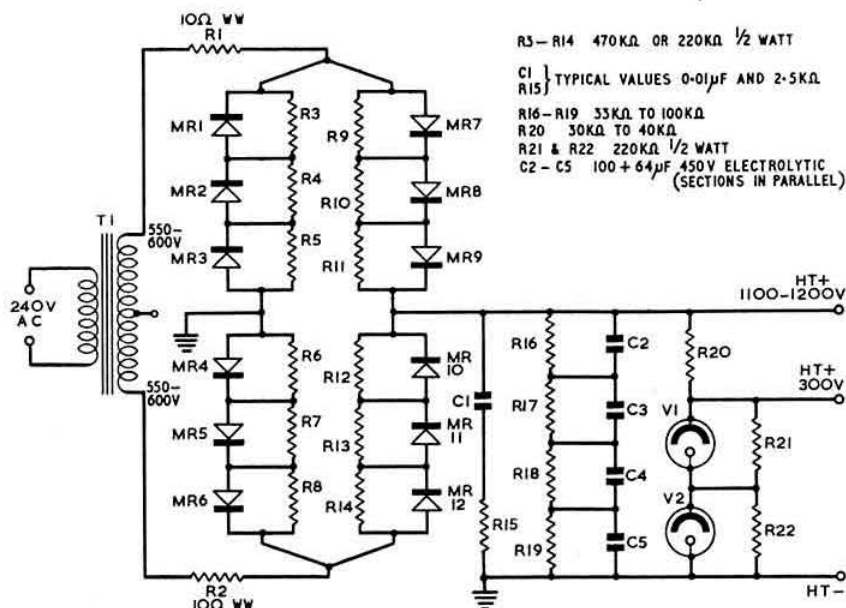 10Ω WW
R1
R3–R14 470KΩ OR 220KΩ ½ WATT
C1
R15 } TYPICAL VALUES 0·01µF AND 2·5KΩ
R16–R19 33KΩ TO 100KΩ
R20 30KΩ TO 40KΩ
R21 & R22 220KΩ ½ WATT
C2–C5 100 + 64µF 450V ELECTROLYTIC
(SECTIONS IN PARALLEL)
MR1
R3
R9
MR7
MR2
R4
R10
MR8
MR3
R5
R11
MR9
T1
550-
600V
240V
AC
550-
600V
HT+
1100-1200V
MR4
R6
R12
MR
10
MR5
R7
R13
MR
11
MR6
R8
R14
MR
12
C1
R15
R16
C2
R17
C3
R18
C4
R19
C5
R20
HT+
300V
V1
R21
V2
R22
HT-
R2
10Ω WW